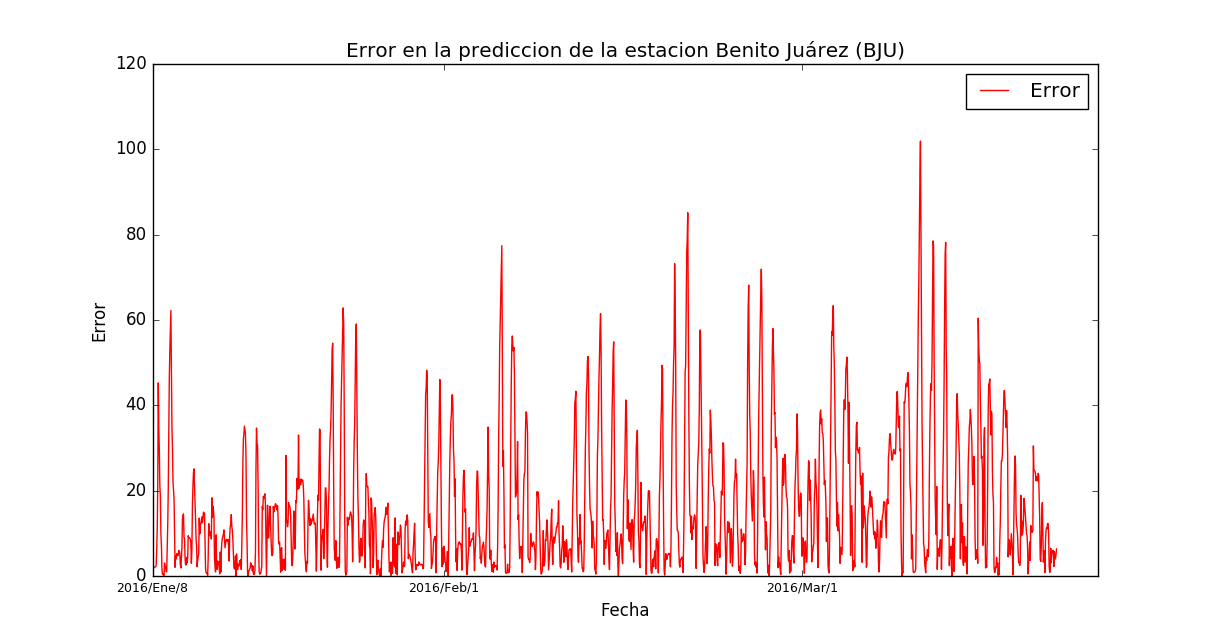 Error en la prediccion de la estacion Benito Juárez (BJU)
120
100
80
60
40
20
0
Error
Error
2016/Ene/8
2016/Feb/1
2016/Mar/1
Fecha